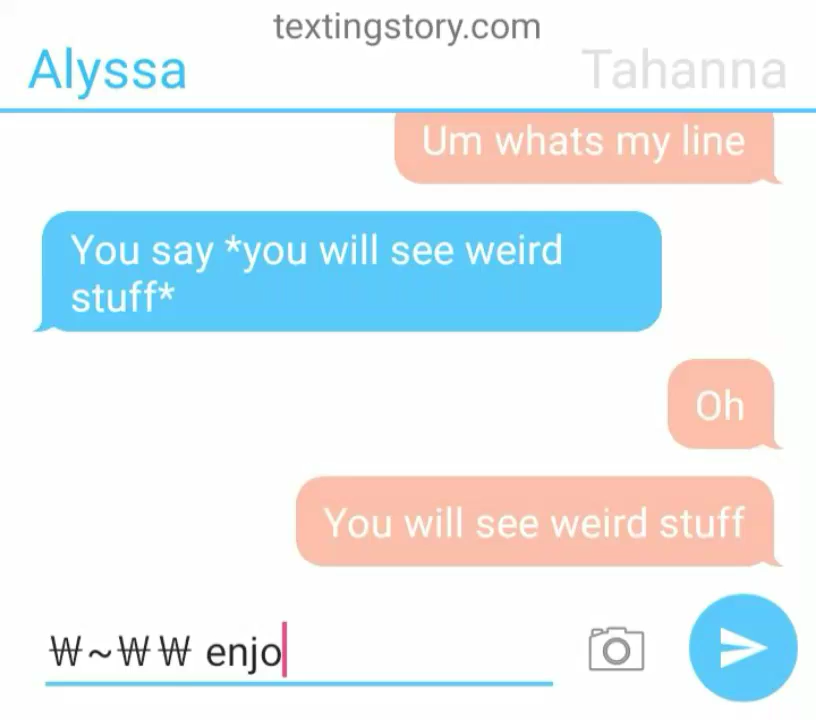 textingstory.com
Alyssa
Tahanna
Um whats my line
You say *you will see weird
stuff*
Oh
You will see weird stuff
₩~₩₩ enjo